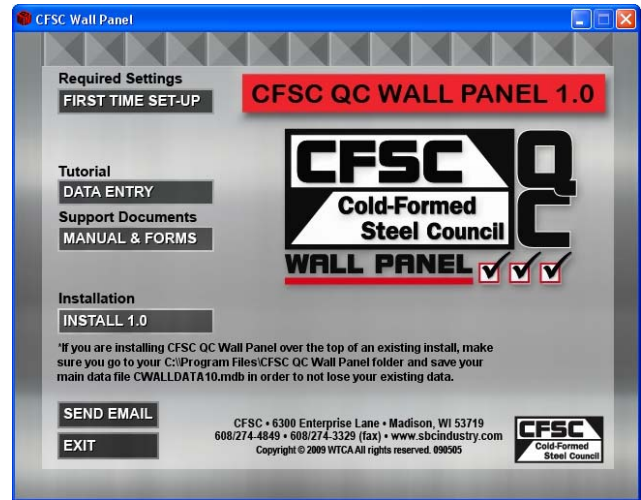 CFSC Wall Panel
Required Settings
FIRST TIME SET-UP
CFSC QC WALL PANEL 1.0
Tutorial
DATA ENTRY
Support Documents
MANUAL & FORMS
CFSC
Cold-Formed
Steel Council
QC
WALL PANEL
Installation
INSTALL 1.0
*If you are installing CFSC QC Wall Panel over the top of an existing install, make
sure you go to your C:\\Program Files\CFSC QC Wall Panel folder and save your
main data file CWALLDATA10.mdb in order to not lose your existing data.
SEND EMAIL
EXIT
CFSC • 6300 Enterprise Lane • Madison, WI 53719
608/274-4849 • 608/274-3329 (fax) • www.sbcindustry.com
Copyright © 2009 WTCA All rights reserved. 090505
CFSC
Cold-Formed
Steel Council